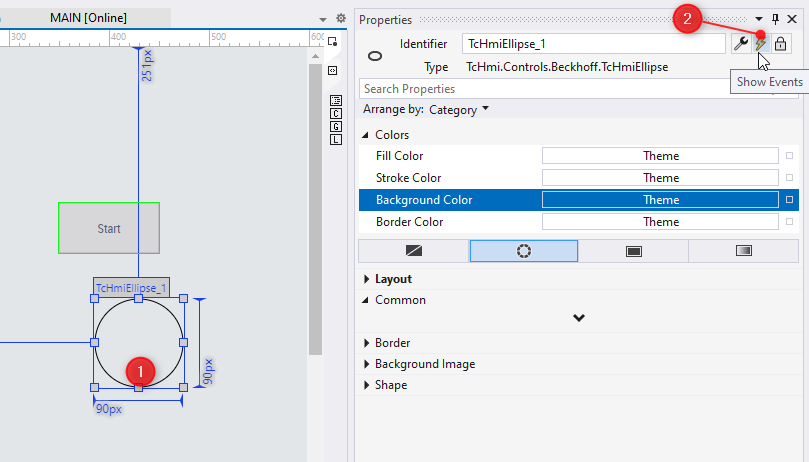 MAIN [Online]
300
400
500
600
251px
Start
TcHmiEllipse_1
1
90px
90px
C
G
L
Properties
2
Identifier
TcHmiEllipse_1
Type
TcHmi.Controls.Beckhoff.TcHmiEllipse
Show Events
Search Properties
Arrange by: Category
Colors
Fill Color
Theme
Stroke Color
Theme
Background Color
Theme
Border Color
Theme
Layout
Common
Border
Background Image
Shape